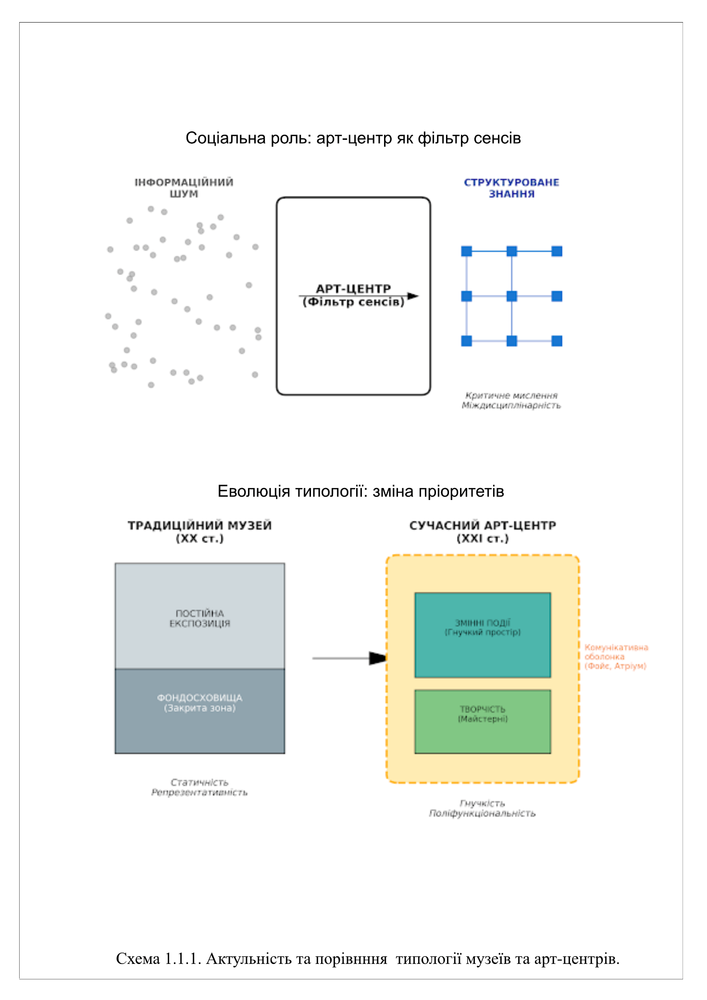 Соціальна роль: арт-центр як фільтр сенсів
ІНФОРМАЦІЙНИЙ
ШУМ
АРТ-ЦЕНТР
(Фільтр сенсів)
СТРУКТУРОВАНЕ
ЗНАННЯ
Критичне мислення
Міждисциплінарність
Еволюція типології: зміна пріоритетів
ТРАДИЦІЙНИЙ МУЗЕЙ
(XX ст.)
ПОСТІЙНА
ЕКСПОЗИЦІЯ
ФОНДОСХОВИЩА
(Закрита зона)
Статичність
Репрезентативність
СУЧАСНИЙ АРТ-ЦЕНТР
(XXI ст.)
ЗМІННІ ПОДІЇ
(Гнучкий простір)
ТВОРЧІСТЬ
(Майстерні)
Комунікативна
оболонка
(Фойє, Атріум)
Гнучкість
Поліфункціональність
Схема 1.1.1. Актульність та порівнння  типології музеїв та арт-центрів.